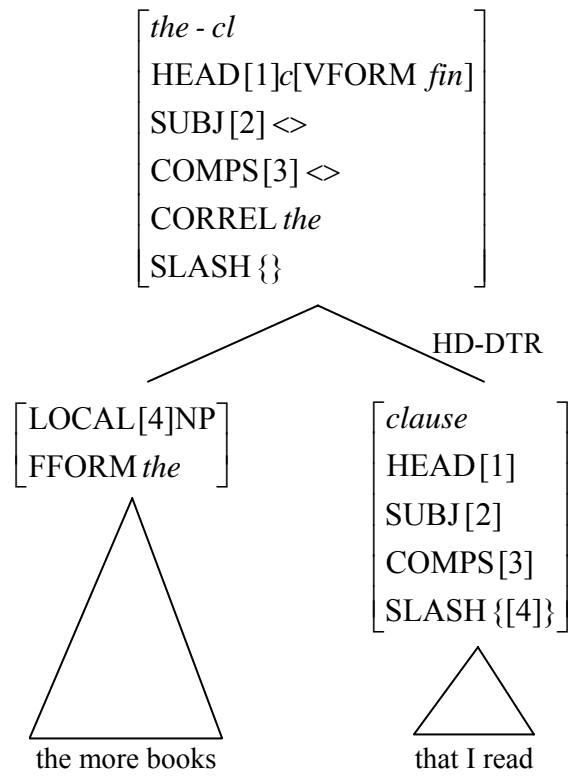 the - cl
HEAD[1]c[VFORM fin]
SUBJ[2] <>
COMPS[3] <>
CORREL the
SLASH {}
HD-DTR
LOCAL[4]NP
FFORM the
clause
HEAD[1]
SUBJ[2]
COMPS[3]
SLASH {[4]}
the more books
that I read